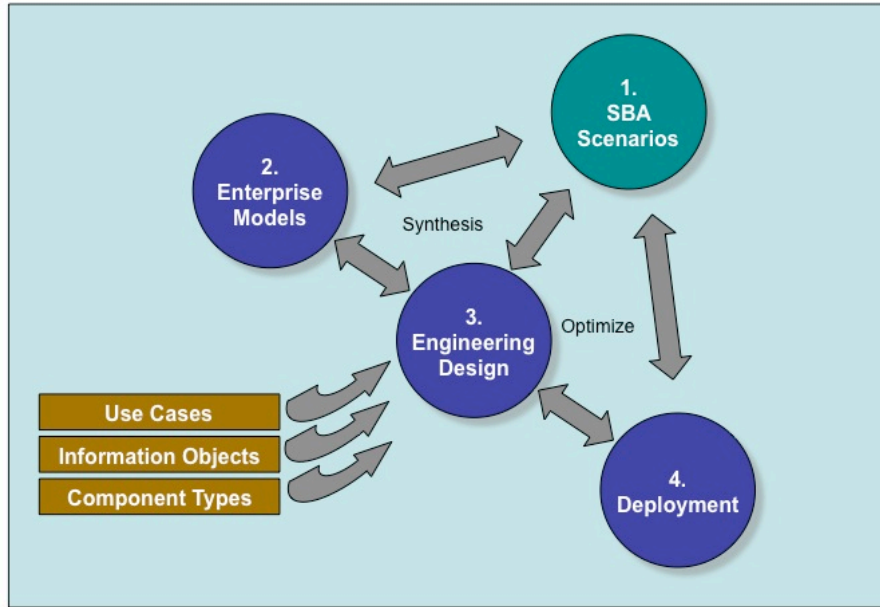 1.
SBA
Scenarios
2.
Enterprise
Models
Synthesis
3.
Engineering
Design
Optimize
Use Cases
Information Objects
Component Types
4.
Deployment